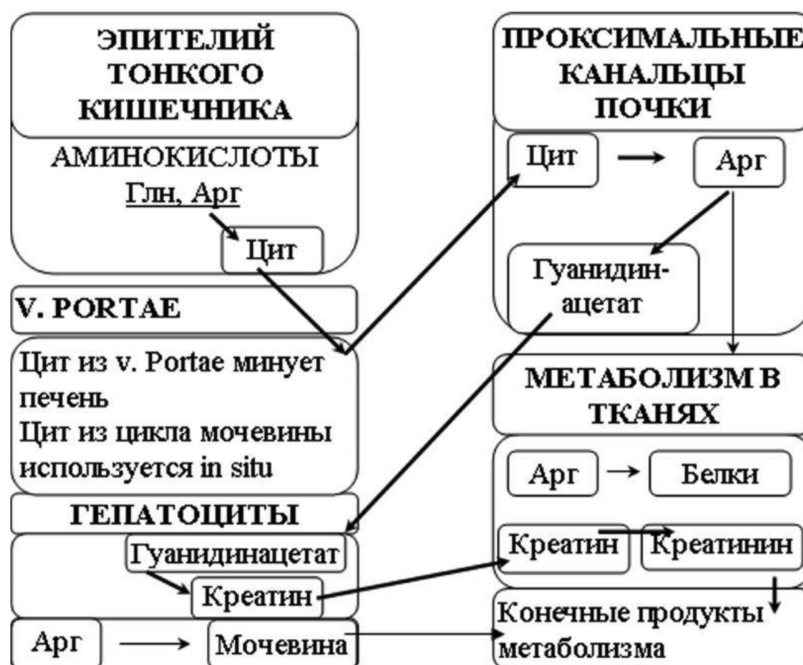 ЭПИТЕЛИЙ
ТОНКОГО
КИШЕЧНИКА
АМИНОКИСЛОТЫ
Глн, Арг
Цит
V. PORTAE
Цит из v. Portae минует
печень
Цит из цикла мочевины
используется in situ
ГЕПАТОЦИТЫ
Гуанидинацетат
Креатин
Арг
Мочевина
ПРОКСИМАЛЬНЫЕ
КАНАЛЬЦЫ
ПОЧКИ
Цит
Арг
Гуанидин-
ацетат
МЕТАБОЛИЗМ В
ТКАНЯХ
Арг
Белки
Креатин
Креатинин
Конечные продукты
метаболизма